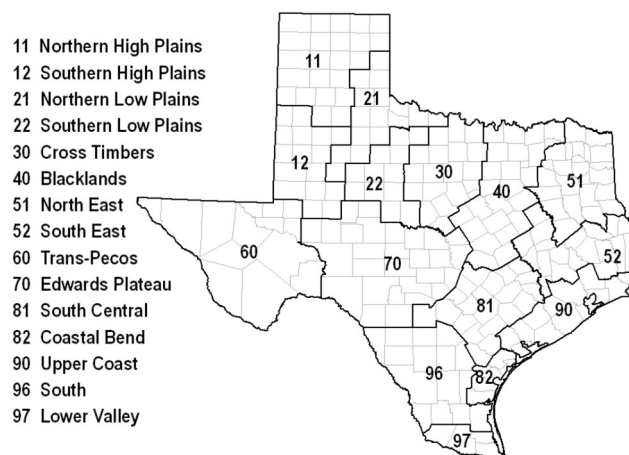 11 Northern High Plains
12 Southern High Plains
21 Northern Low Plains
22 Southern Low Plains
30 Cross Timbers
40 Blacklands
51 North East
52 South East
60 Trans-Pecos
70 Edwards Plateau
81 South Central
82 Coastal Bend
90 Upper Coast
96 South
97 Lower Valley
11
21
12
22
30
40
51
60
70
52
81
90
96
82
97